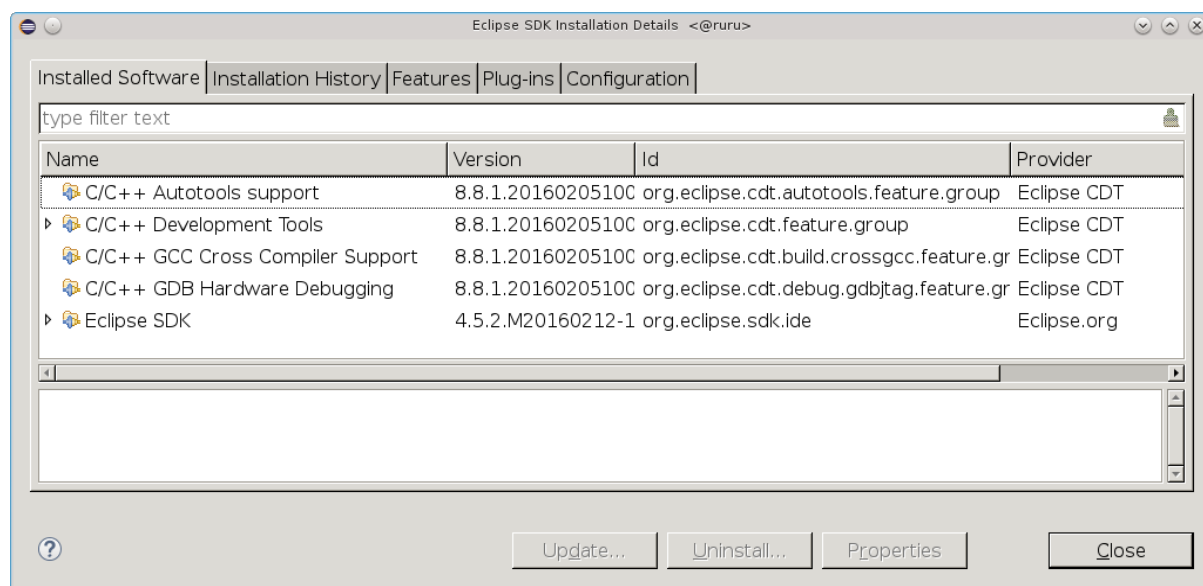 Eclipse SDK Installation Details <@ruru>
Installed Software Installation History Features Plug-ins Configuration
type filter text
Name Version Id Provider
C/C++ Autotools support 8.8.1.20160205100 org.eclipse.cdt.autotools.feature.group Eclipse CDT
C/C++ Development Tools 8.8.1.20160205100 org.eclipse.cdt.feature.group Eclipse CDT
C/C++ GCC Cross Compiler Support 8.8.1.20160205100 org.eclipse.cdt.build.crossgcc.feature.gr Eclipse CDT
C/C++ GDB Hardware Debugging 8.8.1.20160205100 org.eclipse.cdt.debug.gdbjtag.feature.gr Eclipse CDT
Eclipse SDK 4.5.2.M20160212-1 org.eclipse.sdk.ide Eclipse.org
? Update... Uninstall... Properties Close